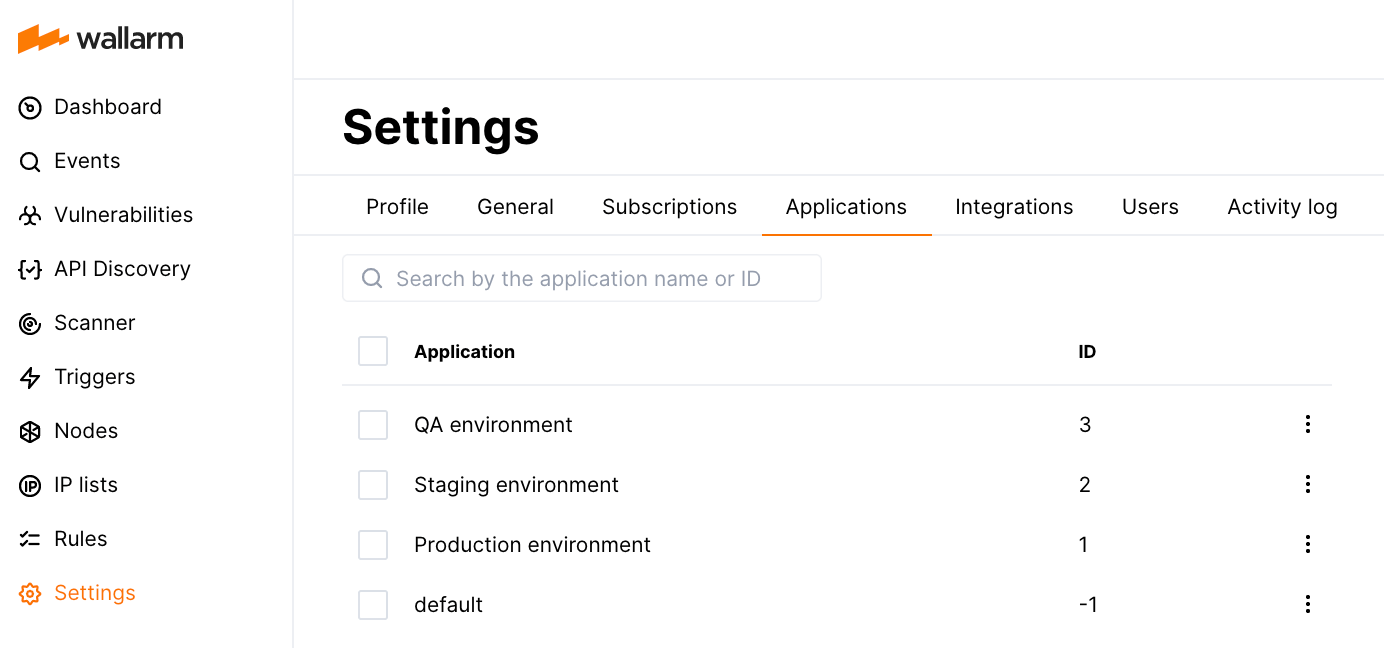 wallarm
Dashboard
Events
Vulnerabilities
API Discovery
Scanner
Triggers
Nodes
IP lists
Rules
Settings
Settings
Profile General Subscriptions Applications Integrations Users Activity log
Search by the application name or ID
Application ID
QA environment 3
Staging environment 2
Production environment 1
default -1